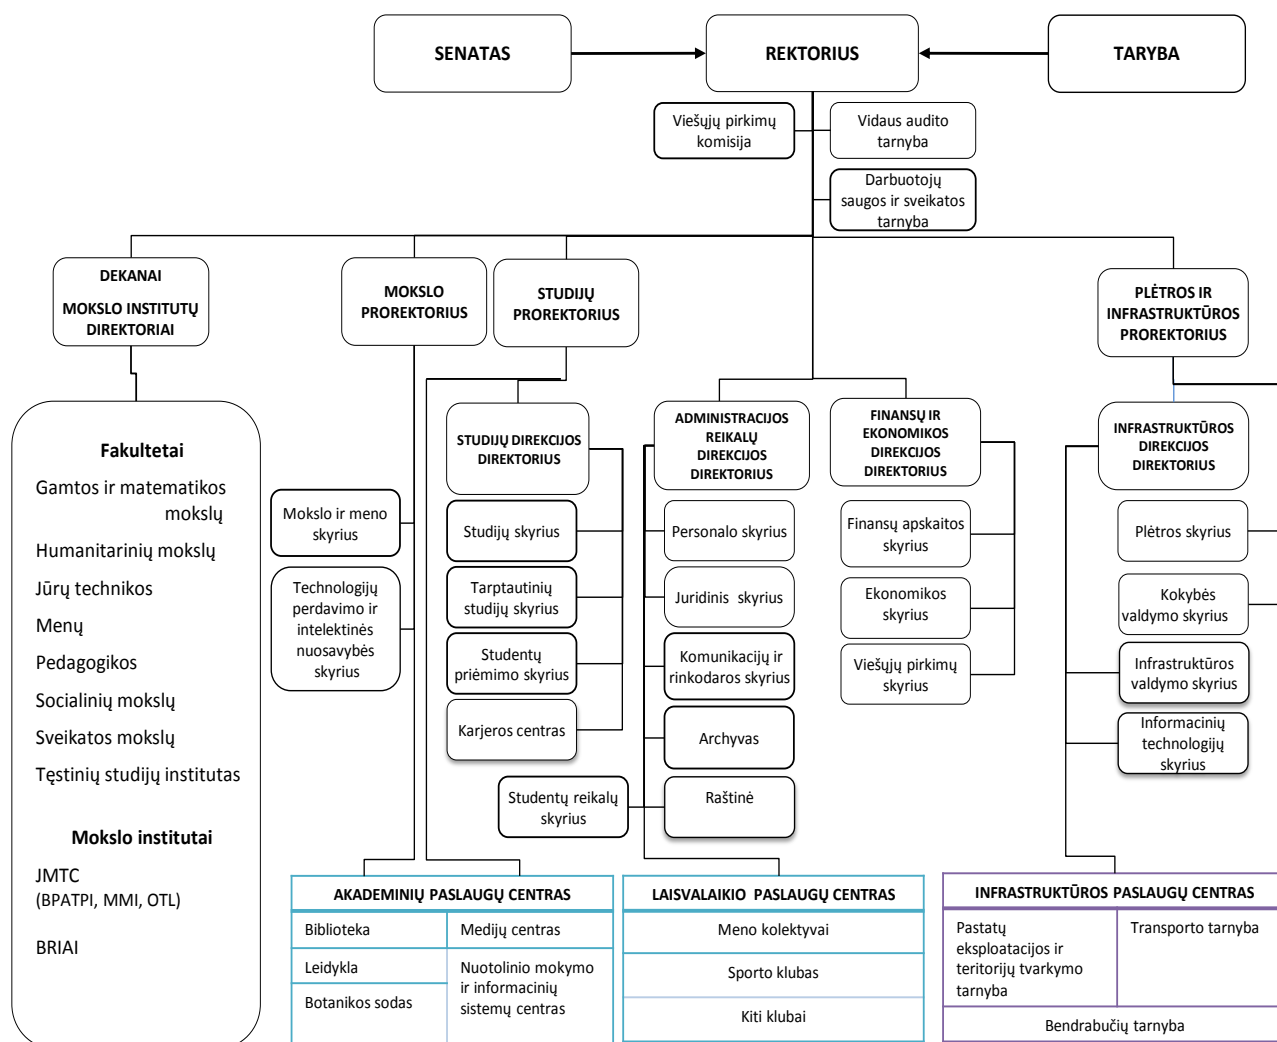 SENATAS
REKTORIUS
TARYBA
Viešųjų pirkimų
komisija
Vidaus audito
tarnyba
Darbuotojų
saugos ir sveikatos
tarnyba
DEKANAI
MOKSLO INSTITUTŲ
DIREKTORIAI
MOKSLO
PROREKTORIUS
STUDIJŲ
PROREKTORIUS
PLĖTROS IR
INFRASTRUKTŪROS
PROREKTORIUS
Fakultetai
Gamtos ir matematikos
mokslų
Humanitarinių mokslų
Jūrų technikos
Menų
Pedagogikos
Socialinių mokslų
Sveikatos mokslų
Tęstinių studijų institutas
Mokslo institutai
JMTC
(BPATPI, MMI, OTL)
BRIAI
Mokslo ir meno
skyrius
Technologijų
perdavimo ir
intelektinės
nuosavybės
skyrius
STUDIJŲ DIREKCIJOS
DIREKTORIUS
Studijų skyrius
Tarptautinių
studijų skyrius
Studentų
priėmimo skyrius
Karjeros centras
ADMINISTRACIJOS
REIKALŲ
DIREKCIJOS
DIREKTORIUS
Personalo skyrius
Juridinis skyrius
Komunikacijų ir
rinkodaros skyrius
Archyvas
Studentų reikalų
skyrius
Raštinė
FINANSŲ IR
EKONOMIKOS
DIREKCIJOS
DIREKTORIUS
Finansų apskaitos
skyrius
Ekonomikos
skyrius
Viešųjų pirkimų
skyrius
INFRASTRUKTŪROS
DIREKCIJOS
DIREKTORIUS
Plėtros skyrius
Kokybės
valdymo skyrius
Infrastruktūros
valdymo skyrius
Informacinių
technologijų
skyrius
AKADEMINIŲ PASLAUGŲ CENTRAS
Biblioteka
Medijų centras
Leidykla
Nuotolinio mokymo
ir informacinių
sistemų centras
Botanikos sodas
LAISVALAIKIO PASLAUGŲ CENTRAS
Meno kolektyvai
Sporto klubas
Kiti klubai
INFRASTRUKTŪROS PASLAUGŲ CENTRAS
Pastatų
eksploatacijos ir
teritorijų tvarkymo
tarnyba
Transporto tarnyba
Bendrabučių tarnyba